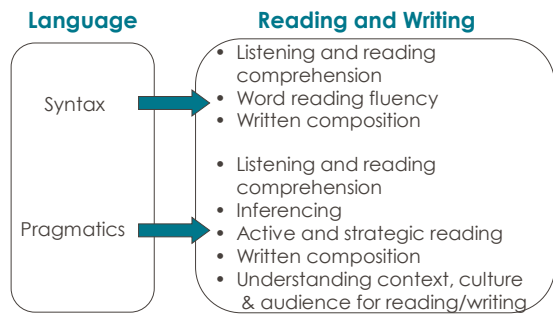 Language
Reading and Writing
Syntax
• Listening and reading
comprehension
• Word reading fluency
• Written composition
Pragmatics
• Listening and reading
comprehension
• Inferencing
• Active and strategic reading
• Written composition
• Understanding context, culture
& audience for reading/writing